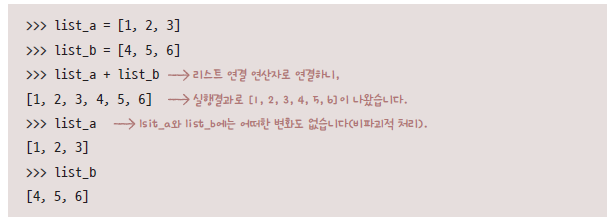 >>> list_a = [1, 2, 3]
>>> list_b = [4, 5, 6]
>>> list_a + list_b → 리스트 연결 연산자로 연결하니,
[1, 2, 3, 4, 5, 6] → 실행결과로 [1, 2, 3, 4, 5, 6]이 나왔습니다.
>>> list_a → lsit_a와 list_b에는 어떠한 변화도 없습니다(비파괴적 처리).
[1, 2, 3]
>>> list_b
[4, 5, 6]